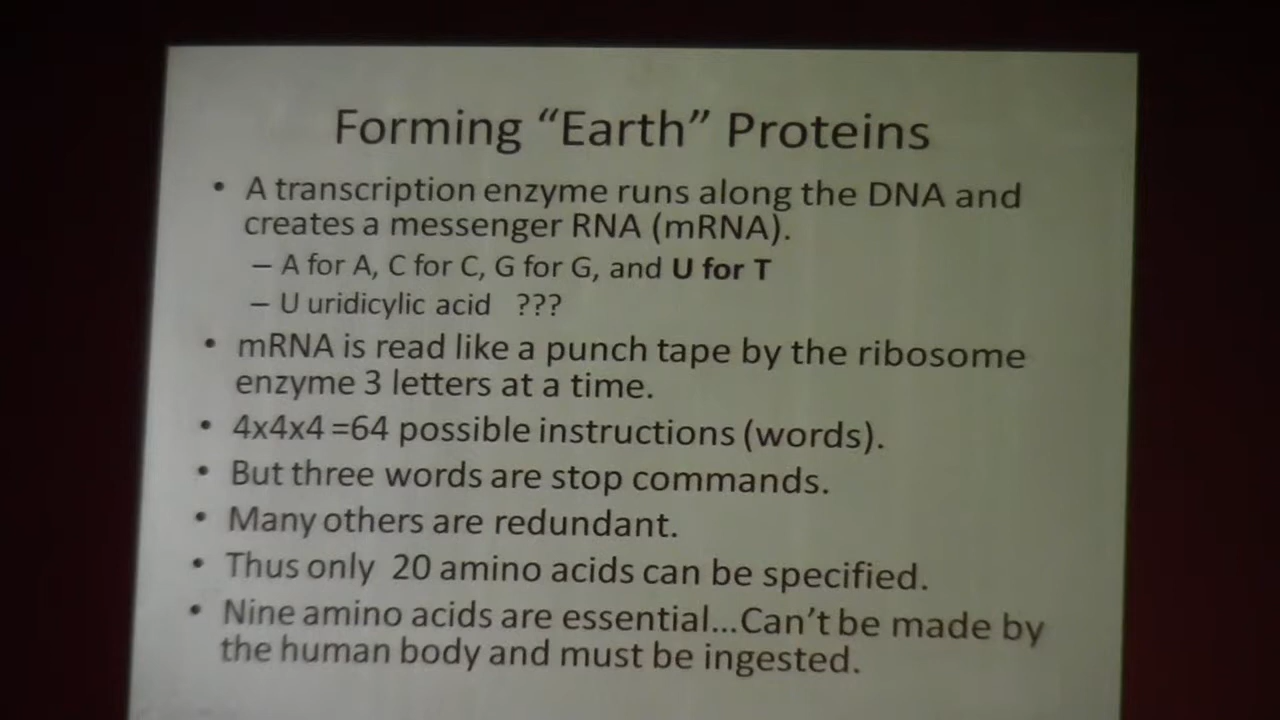 Forming “Earth” Proteins
• A transcription enzyme runs along the DNA and
creates a messenger RNA (mRNA).
– A for A, C for C, G for G, and U for T
– U uridicylic acid ???
• mRNA is read like a punch tape by the ribosome
enzyme 3 letters at a time.
• 4x4x4 =64 possible instructions (words).
• But three words are stop commands.
• Many others are redundant.
• Thus only 20 amino acids can be specified.
• Nine amino acids are essential...Can’t be made by
the human body and must be ingested.